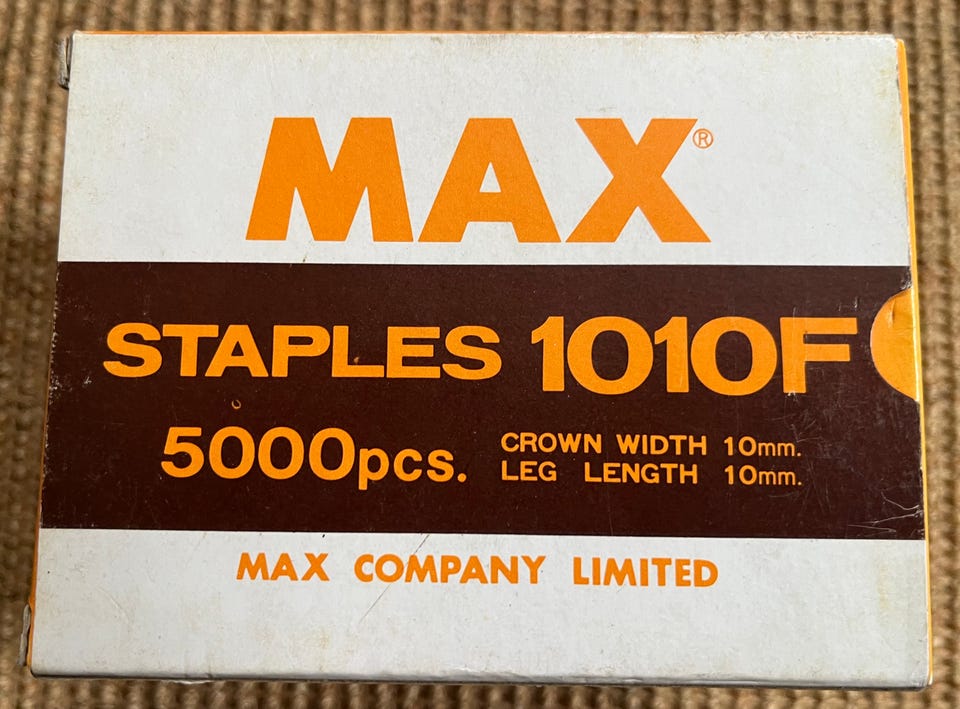 MAX®
STAPLES 1010F
5000pcs. CROWN WIDTH 10mm.
LEG LENGTH 10mm.
MAX COMPANY LIMITED